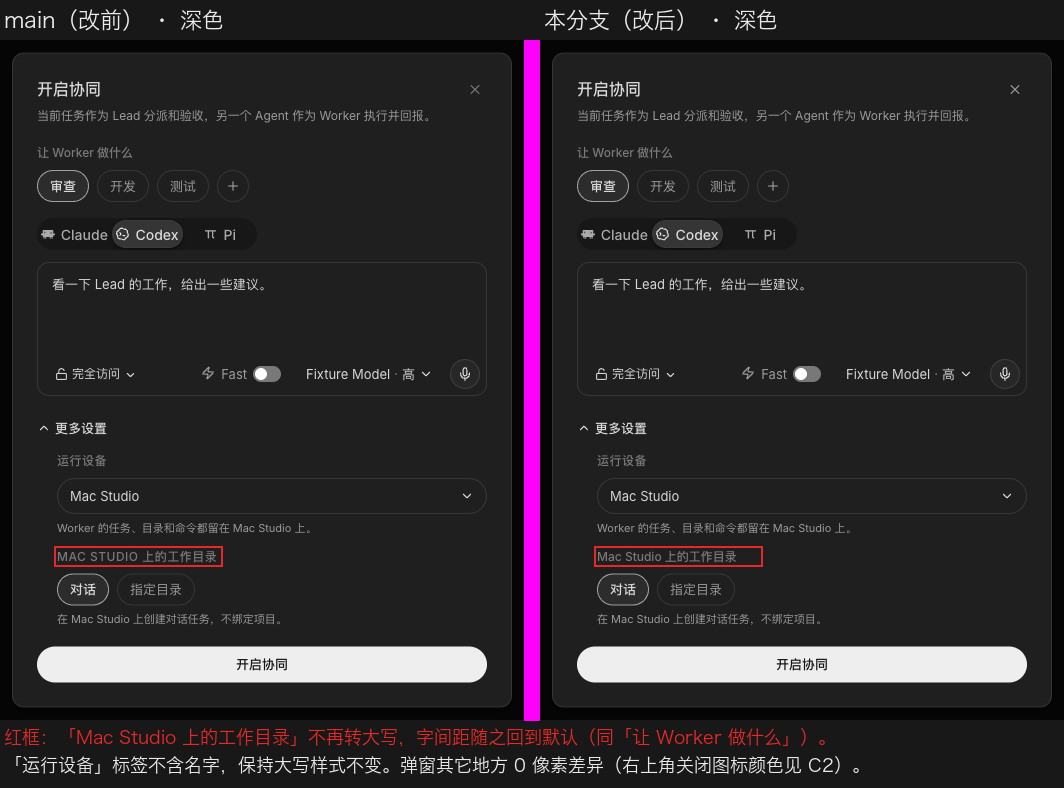 main（改前） · 深色
开启协同
当前任务作为 Lead 分派和验收，另一个 Agent 作为 Worker 执行并回报。
让 Worker 做什么
审查 开发 测试 +
Claude Codex Pi
看一下 Lead 的工作，给出一些建议。
完全访问 Fast Fixture Model · 高
更多设置
运行设备
Mac Studio
Worker 的任务、目录和命令都留在 Mac Studio 上。
MAC STUDIO 上的工作目录
对话 指定目录
在 Mac Studio 上创建对话任务，不绑定项目。
开启协同
本分支（改后） · 深色
开启协同
当前任务作为 Lead 分派和验收，另一个 Agent 作为 Worker 执行并回报。
让 Worker 做什么
审查 开发 测试 +
Claude Codex Pi
看一下 Lead 的工作，给出一些建议。
完全访问 Fast Fixture Model · 高
更多设置
运行设备
Mac Studio
Worker 的任务、目录和命令都留在 Mac Studio 上。
Mac Studio 上的工作目录
对话 指定目录
在 Mac Studio 上创建对话任务，不绑定项目。
开启协同
红框：「Mac Studio 上的工作目录」不再转大写，字间距随之回到默认（同「让 Worker 做什么」）。
「运行设备」标签不含名字，保持大写样式不变。弹窗其它地方 0 像素差异（右上角关闭图标颜色见 C2）。